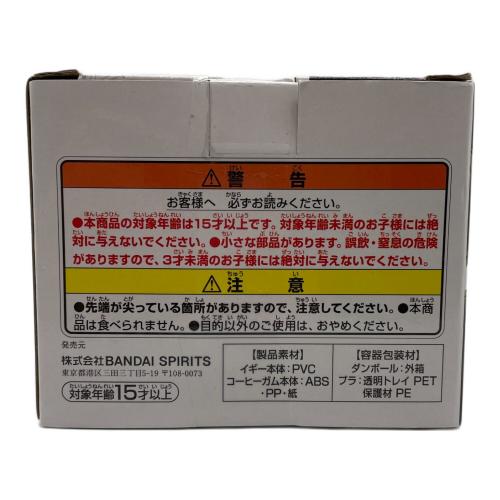 ⚠警告
お客様へ 必ずお読みください。
●本商品の対象年齢は15才以上です。対象年齢未満のお子様には絶
対に与えないでください。●小さな部品があります。誤飲・窒息の危険
がありますので、3才未満のお子様には絶対に与えないでください。
⚠注意
●先端が尖っている箇所がありますので、注意してください。●本商
品は食べられません。●目的以外のご使用は、おやめください。
発売元
株式会社BANDAI SPIRITS
東京都港区三田三丁目5-19 〒108-0073
対象年齢15才以上
【製品素材】
イギー本体:PVC
コーヒーガム本体:ABS
・PP・紙
【容器包装材】
ダンボール:外箱
プラ:透明トレイ PET
保護材 PE